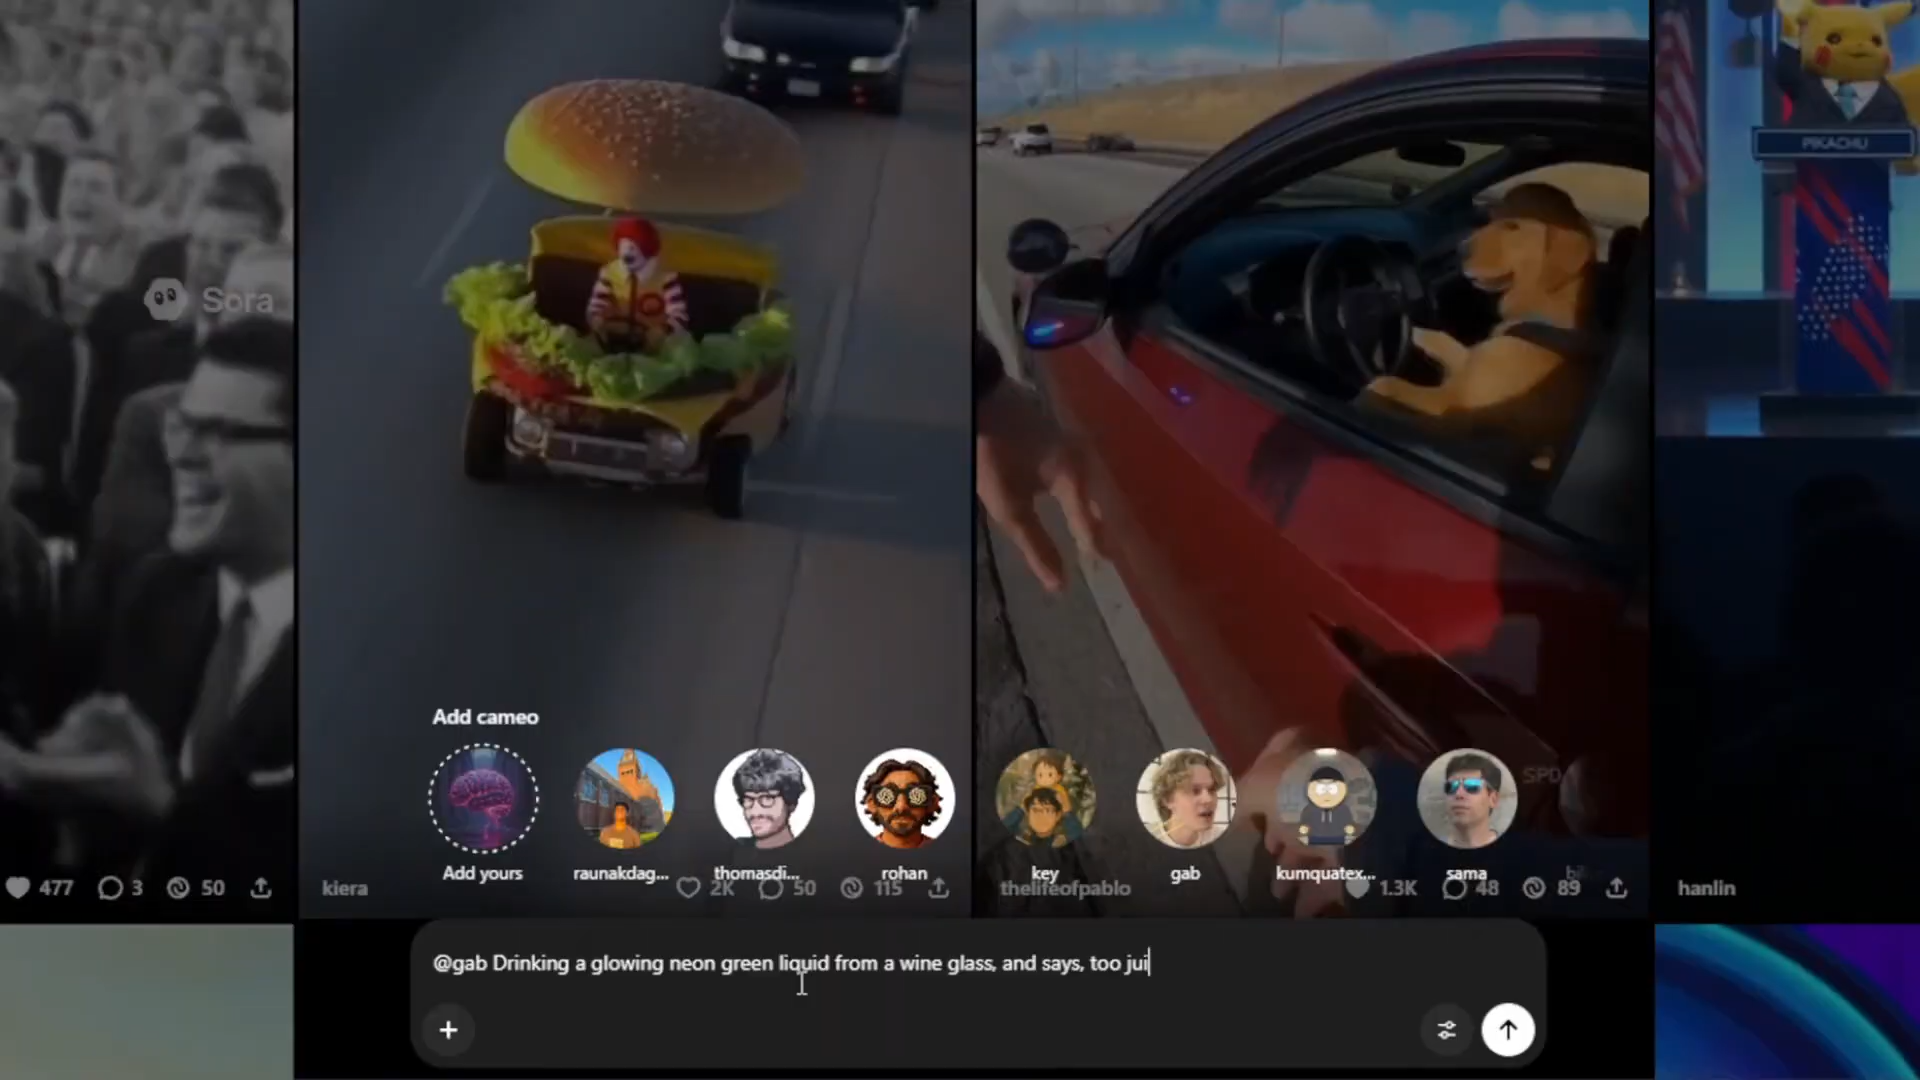 PIKACHU
Sora
Add cameo
SPD
Add yours
raunakdag...
thomasdi...
rohan
key
gab
kumquatex...
sama
477
3
50
kiera
2K
50
115
thelifeofpablo
1.3K
48
89
hanlin
@gab Drinking a glowing neon green liquid from a wine glass, and says, too jui